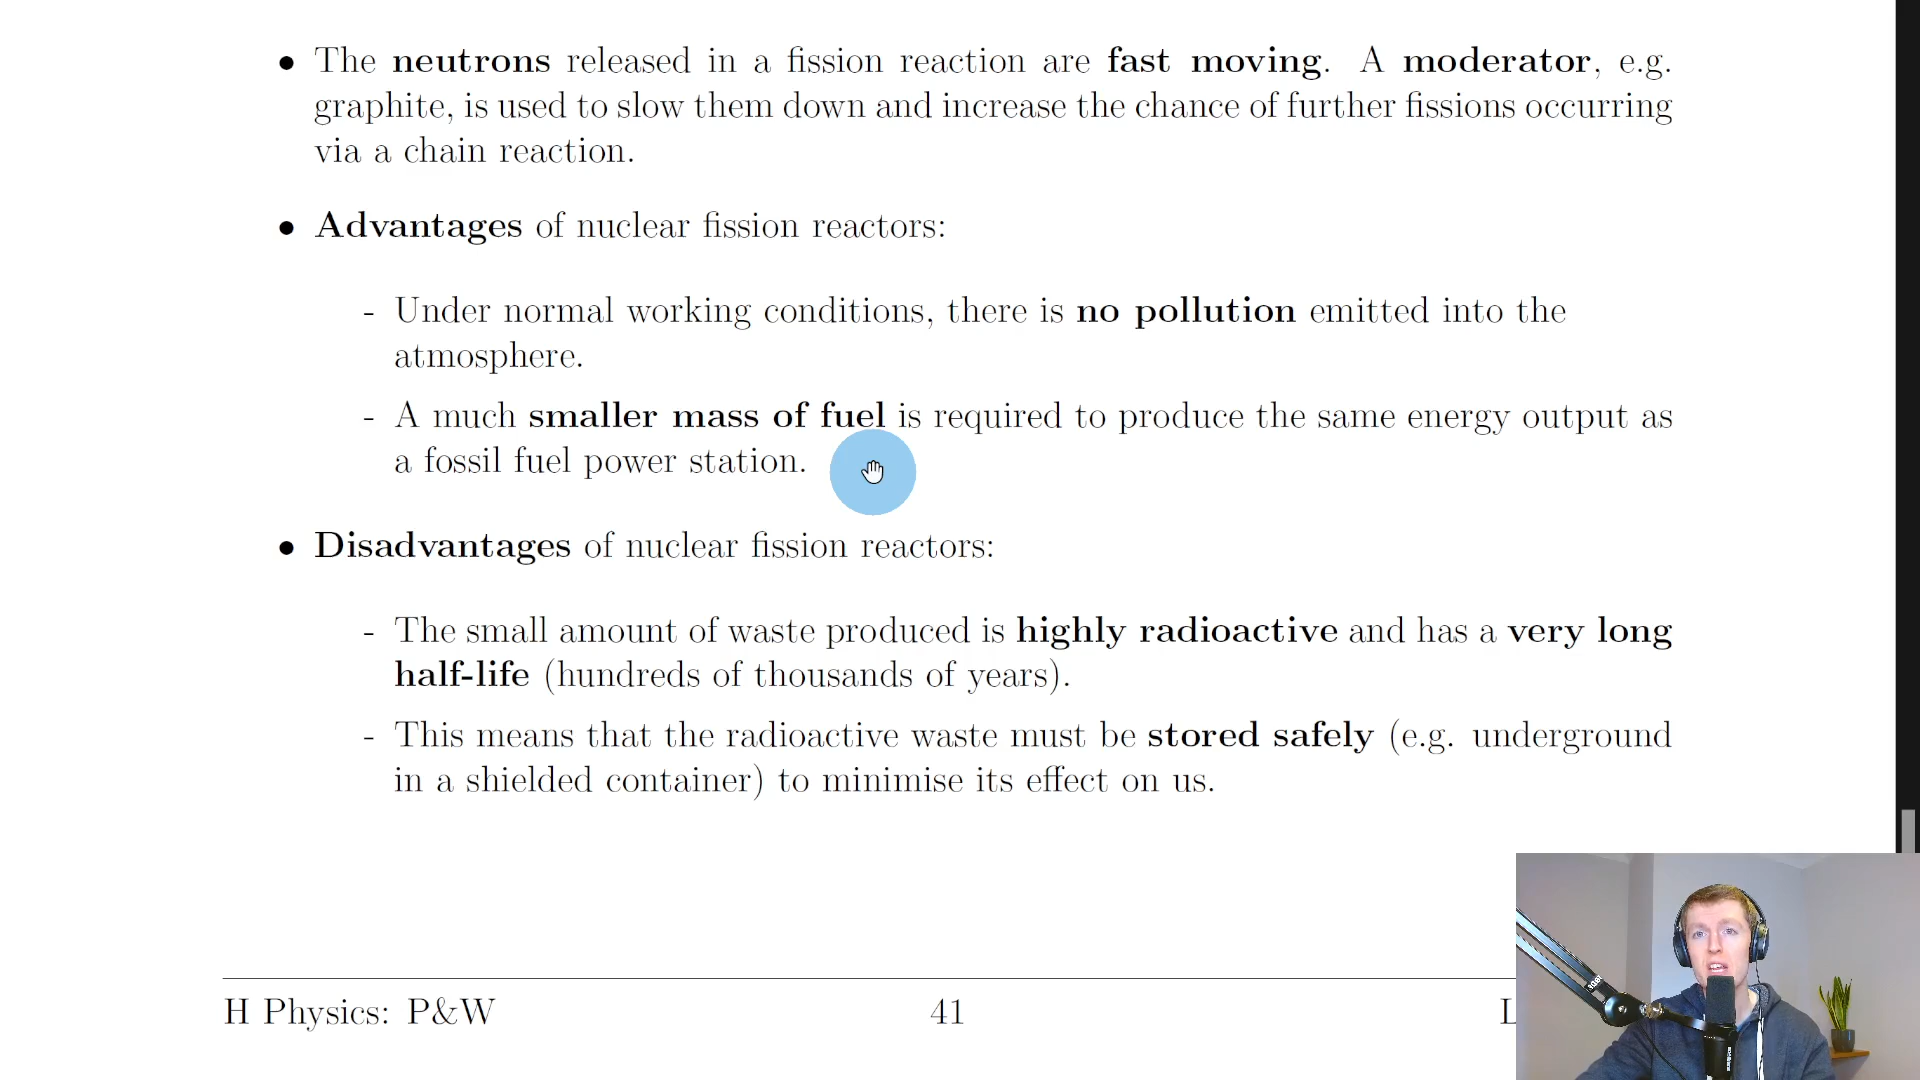 • The neutrons released in a fission reaction are fast moving. A moderator, e.g.
graphite, is used to slow them down and increase the chance of further fissions occurring
via a chain reaction.
• Advantages of nuclear fission reactors:
- Under normal working conditions, there is no pollution emitted into the
atmosphere.
- A much smaller mass of fuel is required to produce the same energy output as
a fossil fuel power station.
• Disadvantages of nuclear fission reactors:
- The small amount of waste produced is highly radioactive and has a very long
half-life (hundreds of thousands of years).
- This means that the radioactive waste must be stored safely (e.g. underground
in a shielded container) to minimise its effect on us.
H Physics: P&W 41